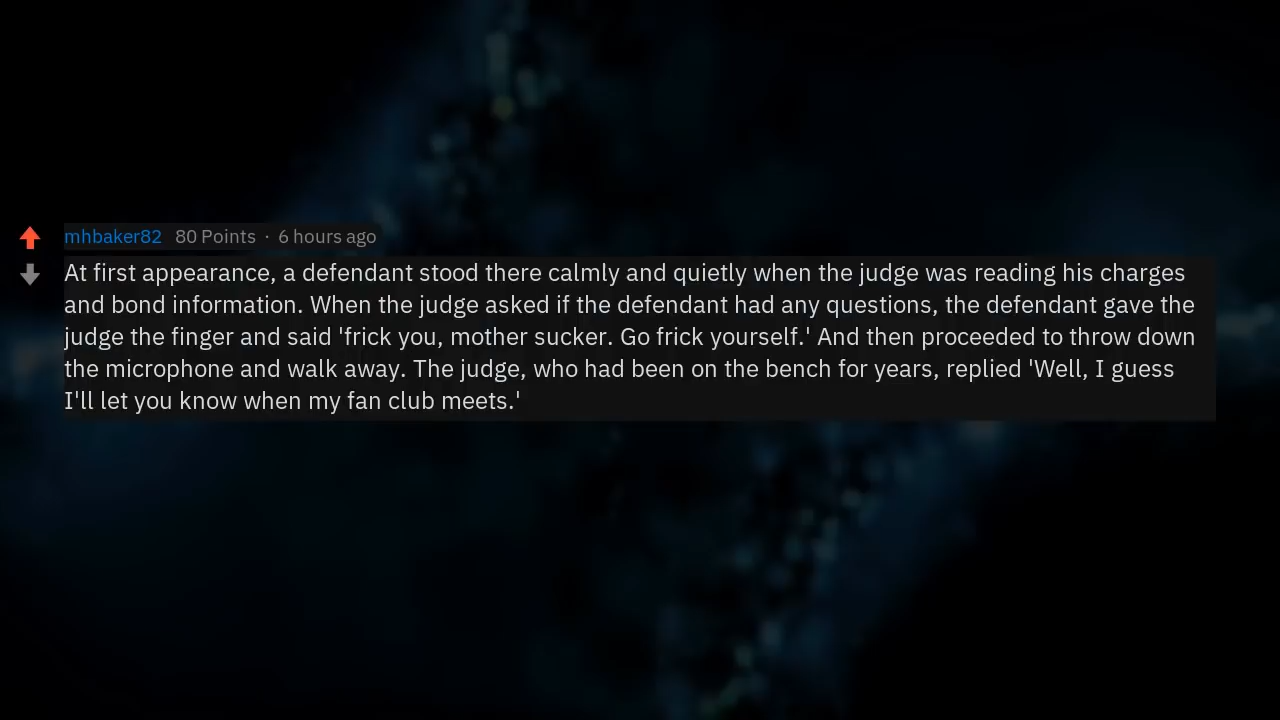 mhbaker82 80 Points · 6 hours ago
At first appearance, a defendant stood there calmly and quietly when the judge was reading his charges
and bond information. When the judge asked if the defendant had any questions, the defendant gave the
judge the finger and said 'frick you, mother sucker. Go frick yourself.' And then proceeded to throw down
the microphone and walk away. The judge, who had been on the bench for years, replied 'Well, I guess
I'll let you know when my fan club meets.'